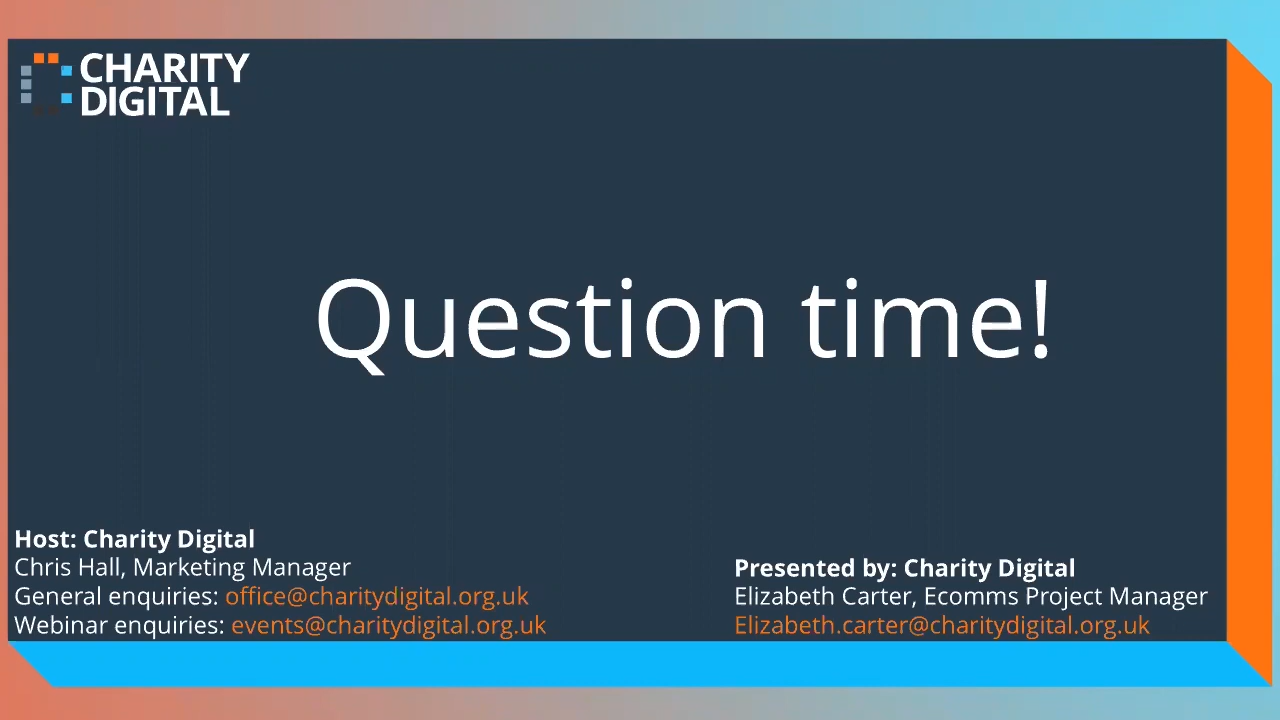 CHARITY
DIGITAL
Question time!
Host: Charity Digital
Chris Hall, Marketing Manager
General enquiries: office@charitydigital.org.uk
Webinar enquiries: events@charitydigital.org.uk
Presented by: Charity Digital
Elizabeth Carter, Ecomms Project Manager
Elizabeth.carter@charitydigital.org.uk